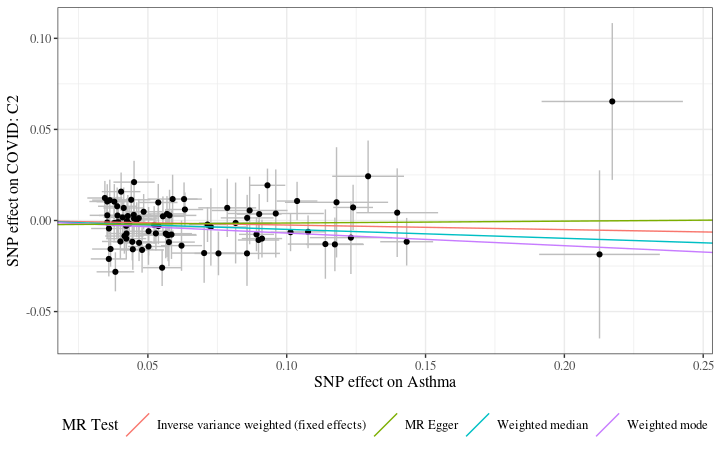 0.10
0.05
0.00
-0.05
SNP effect on COVID: C2
0.05
0.10
0.15
0.20
0.25
SNP effect on Asthma
MR Test
Inverse variance weighted (fixed effects)
MR Egger
Weighted median
Weighted mode